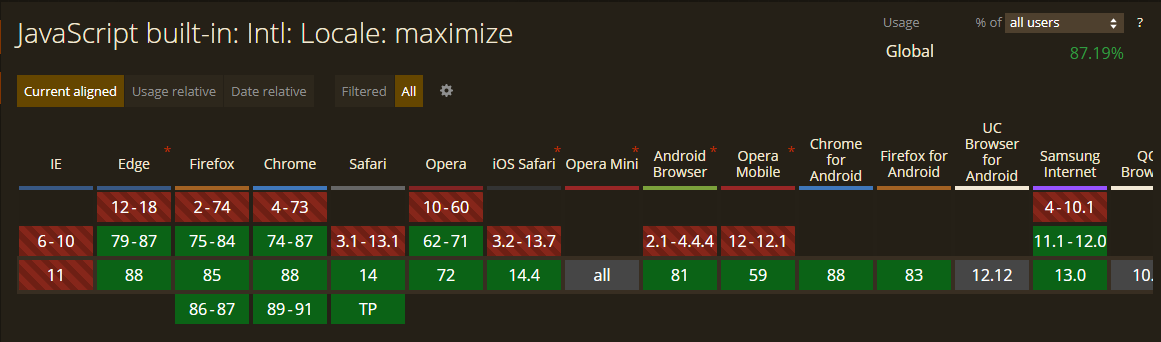 JavaScript built-in: Intl: Locale: maximize
Usage % of all users ?
Global 87.19%
Current aligned Usage relative Date relative Filtered All
IE Edge * Firefox Chrome Safari Opera iOS Safari * Opera Mini * Android Browser * Opera Mobile * Chrome for Android Firefox for Android UC Browser for Android Samsung Internet
12-18 2-74 4-73 10-60 4-10.1
6-10 79-87 75-84 74-87 3.1-13.1 62-71 3.2-13.7 2.1-4.4.4 12-12.1 11.1-12.0
11 88 85 88 14 72 14.4 all 81 59 88 83 12.12 13.0 10.
86-87 89-91 TP